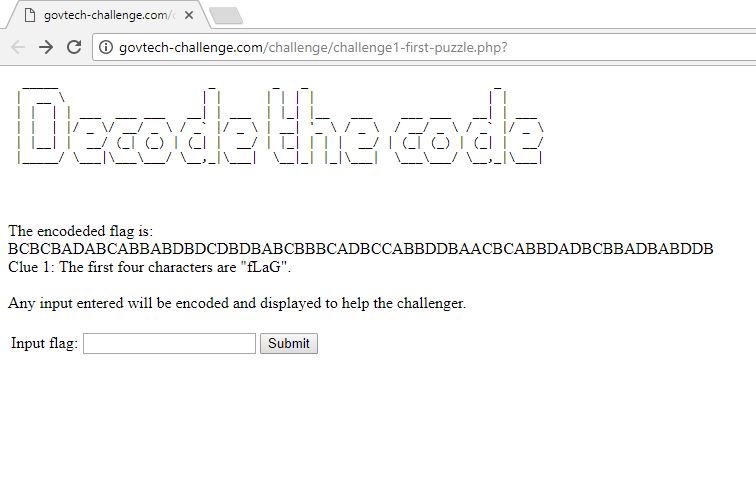 govtech-challenge.com/c
govtech-challenge.com/challenge/challenge1-first-puzzle.php?
Decode the code
The encodeded flag is:
BCBCBADABCABBABDBDCDBDBABCBBBCADBCCABBDDBAACBCABBDADBCBBADBABDDB
Clue 1: The first four characters are "fLaG".
Any input entered will be encoded and displayed to help the challenger.
Input flag:
Submit